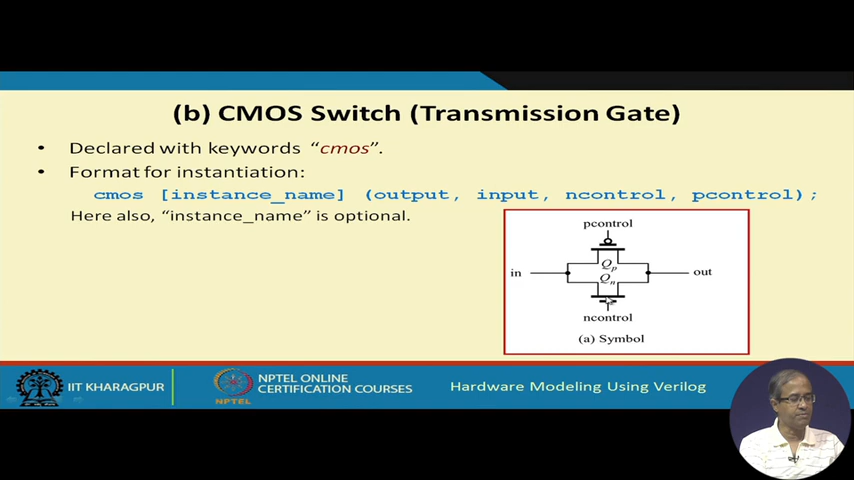 (b) CMOS Switch (Transmission Gate)
• Declared with keywords “cmos”.
• Format for instantiation:
cmos [instance_name] (output, input, ncontrol, pcontrol);
Here also, “instance_name” is optional.
pcontrol
Qp
in
out
Qn
ncontrol
(a) Symbol
IIT KHARAGPUR
NPTEL
NPTEL ONLINE
CERTIFICATION COURSES
Hardware Modeling Using Verilog